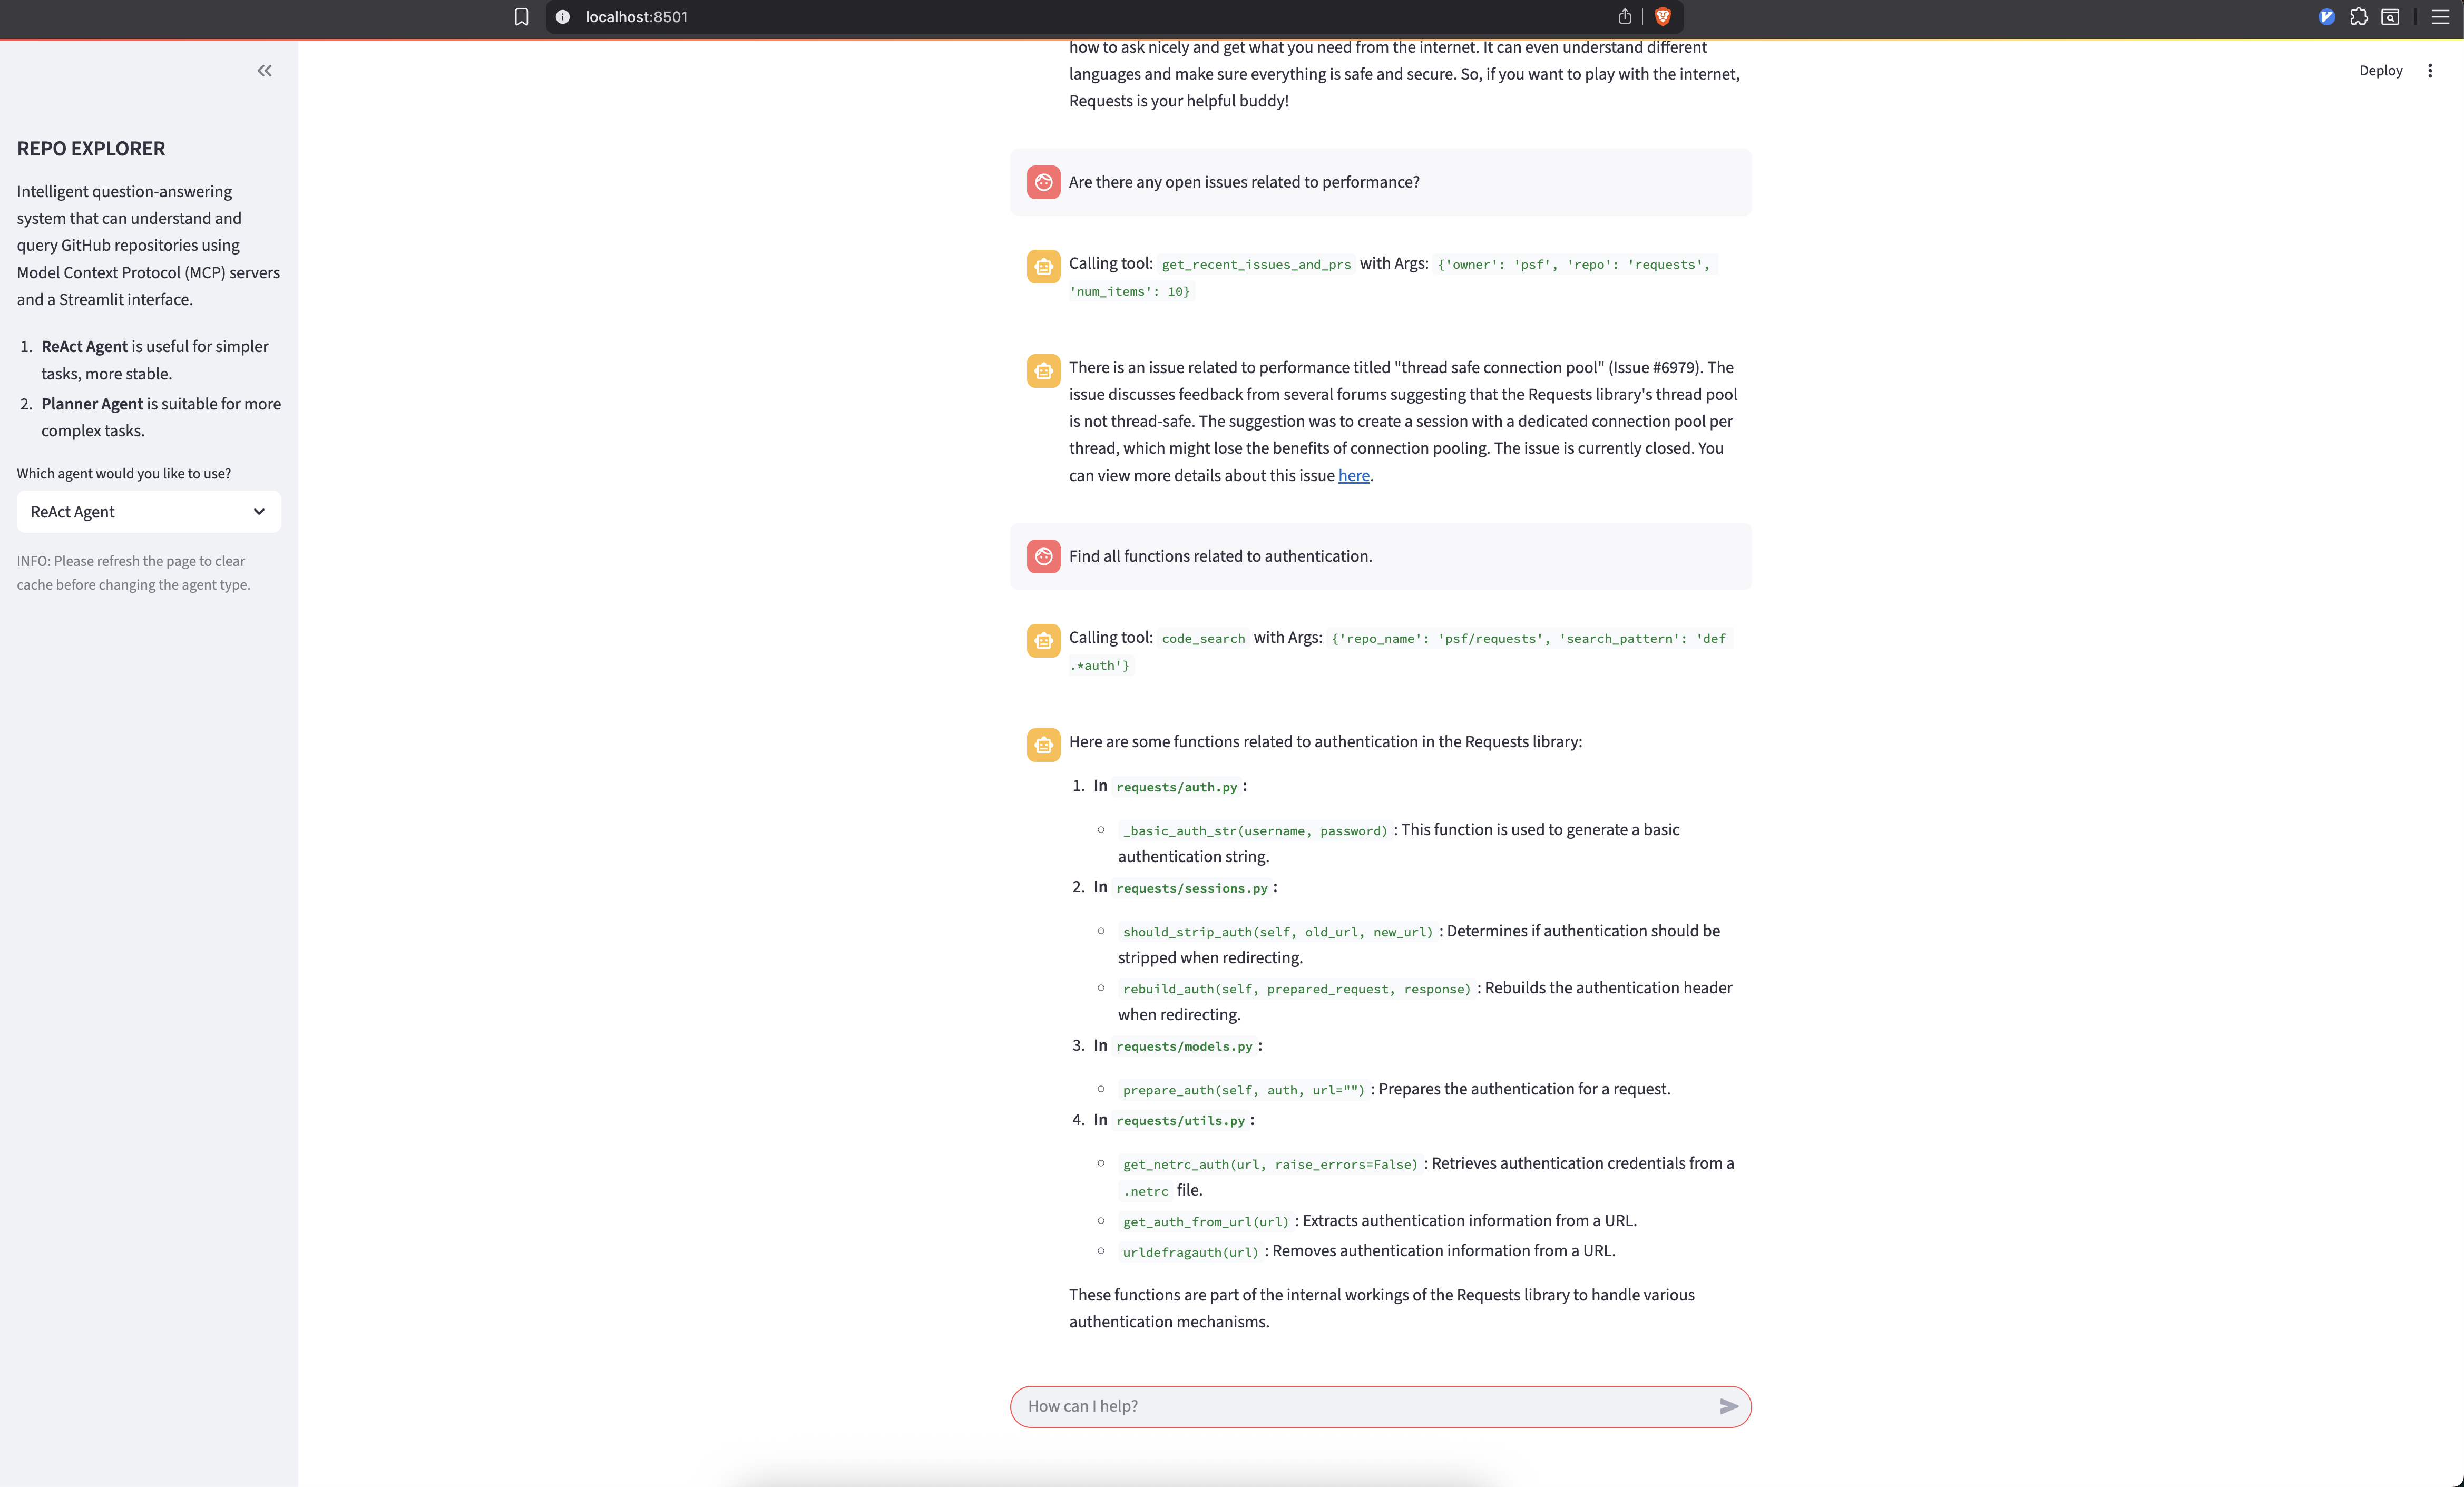 localhost:8501
Deploy
REPO EXPLORER
Intelligent question-answering
system that can understand and
query GitHub repositories using
Model Context Protocol (MCP) servers
and a Streamlit interface.
1. ReAct Agent is useful for simpler
tasks, more stable.
2. Planner Agent is suitable for more
complex tasks.
Which agent would you like to use?
ReAct Agent
INFO: Please refresh the page to clear
cache before changing the agent type.
how to ask nicely and get what you need from the internet. It can even understand different
languages and make sure everything is safe and secure. So, if you want to play with the internet,
Requests is your helpful buddy!
Are there any open issues related to performance?
Calling tool: get_recent_issues_and_prs with Args: {'owner': 'psf', 'repo': 'requests',
'num_items': 10}
There is an issue related to performance titled "thread safe connection pool" (Issue #6979). The
issue discusses feedback from several forums suggesting that the Requests library's thread pool
is not thread-safe. The suggestion was to create a session with a dedicated connection pool per
thread, which might lose the benefits of connection pooling. The issue is currently closed. You
can view more details about this issue here.
Find all functions related to authentication.
Calling tool: code_search with Args: {'repo_name': 'psf/requests', 'search_pattern': 'def
.*auth'}
Here are some functions related to authentication in the Requests library:
1. In requests/auth.py :
_basic_auth_str(username, password) : This function is used to generate a basic
authentication string.
2. In requests/sessions.py :
should_strip_auth(self, old_url, new_url) : Determines if authentication should be
stripped when redirecting.
rebuild_auth(self, prepared_request, response) : Rebuilds the authentication header
when redirecting.
3. In requests/models.py :
prepare_auth(self, auth, url="") : Prepares the authentication for a request.
4. In requests/utils.py :
get_netrc_auth(url, raise_errors=False) : Retrieves authentication credentials from a
.netrc file.
get_auth_from_url(url) : Extracts authentication information from a URL.
urldefragauth(url) : Removes authentication information from a URL.
These functions are part of the internal workings of the Requests library to handle various
authentication mechanisms.
How can I help?